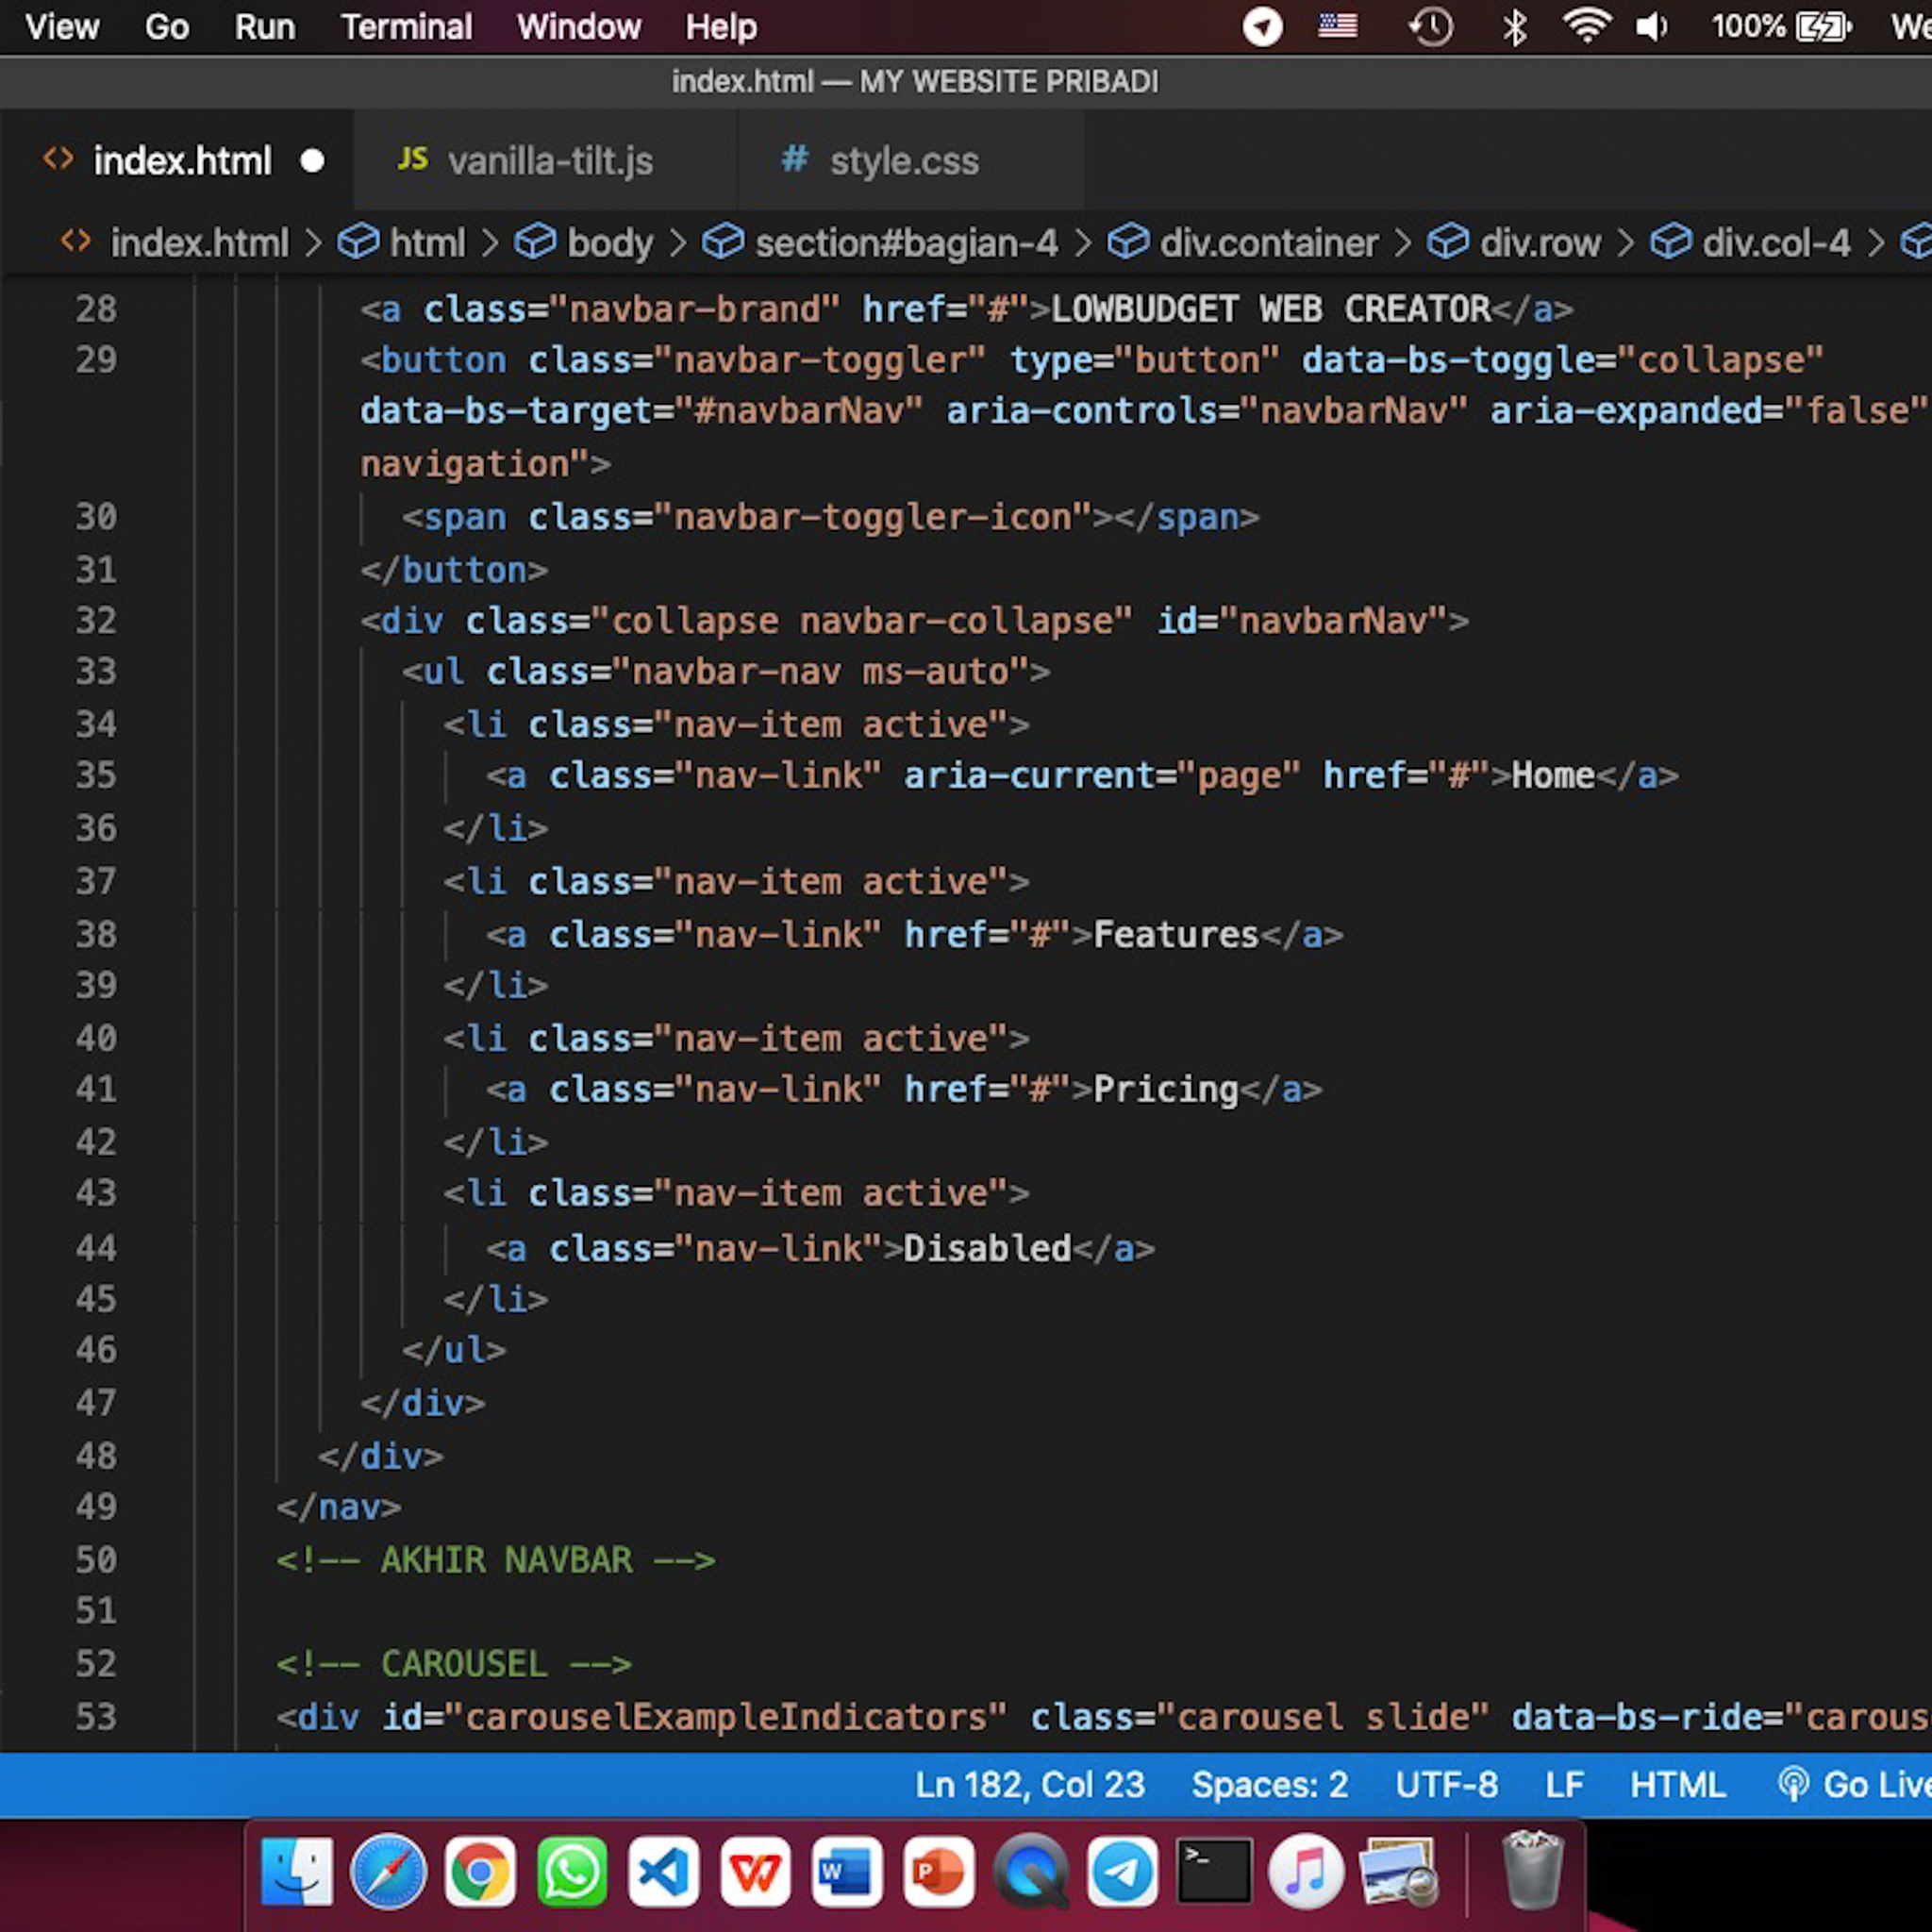 View Go Run Terminal Window Help 100%
index.html — MY WEBSITE PRIBADI
index.html JS vanilla-tilt.js # style.css
index.html > html > body > section#bagian-4 > div.container > div.row > div.col-4 >
28 <a class="navbar-brand" href="#">LOWBUDGET WEB CREATOR</a>
29 <button class="navbar-toggler" type="button" data-bs-toggle="collapse"
data-bs-target="#navbarNav" aria-controls="navbarNav" aria-expanded="false"
navigation">
30 <span class="navbar-toggler-icon"></span>
31 </button>
32 <div class="collapse navbar-collapse" id="navbarNav">
33 <ul class="navbar-nav ms-auto">
34 <li class="nav-item active">
35 <a class="nav-link" aria-current="page" href="#">Home</a>
36 </li>
37 <li class="nav-item active">
38 <a class="nav-link" href="#">Features</a>
39 </li>
40 <li class="nav-item active">
41 <a class="nav-link" href="#">Pricing</a>
42 </li>
43 <li class="nav-item active">
44 <a class="nav-link">Disabled</a>
45 </li>
46 </ul>
47 </div>
48 </div>
49 </nav>
50 <!-- AKHIR NAVBAR -->
51
52 <!-- CAROUSEL -->
53 <div id="carouselExampleIndicators" class="carousel slide" data-bs-ride="carous
Ln 182, Col 23 Spaces: 2 UTF-8 LF HTML Go Live